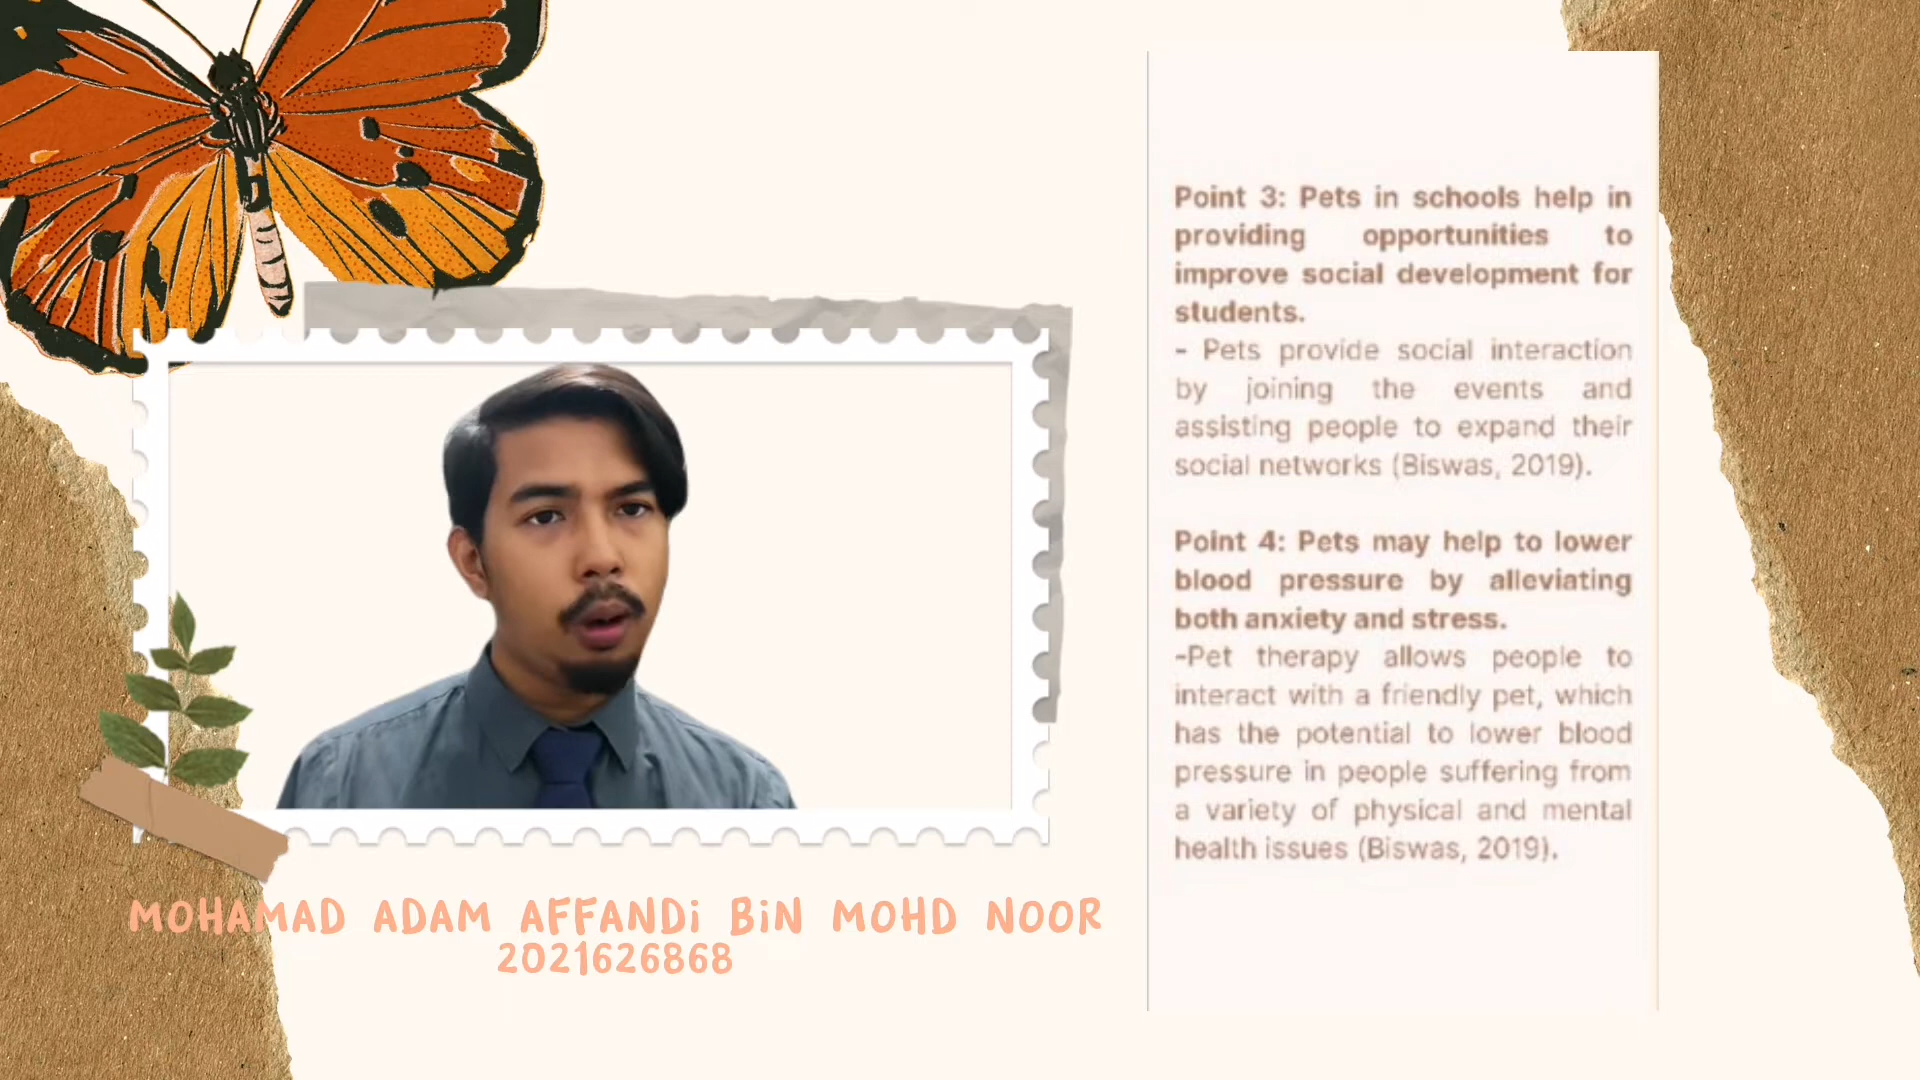 Point 3: Pets in schools help in
providing opportunities to
improve social development for
students.
- Pets provide social interaction
by joining the events and
assisting people to expand their
social networks (Biswas, 2019).
Point 4: Pets may help to lower
blood pressure by alleviating
both anxiety and stress.
-Pet therapy allows people to
interact with a friendly pet, which
has the potential to lower blood
pressure in people suffering from
a variety of physical and mental
health issues (Biswas, 2019).
MOHAMAD ADAM AFFANDi BiN MOHD NOOR
2021626868